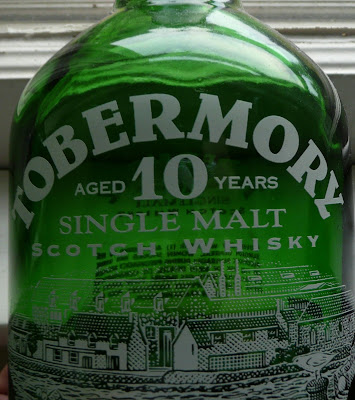 TOBERMORY
AGED 10 YEARS
SINGLE MALT
SCOTCH WHISKY